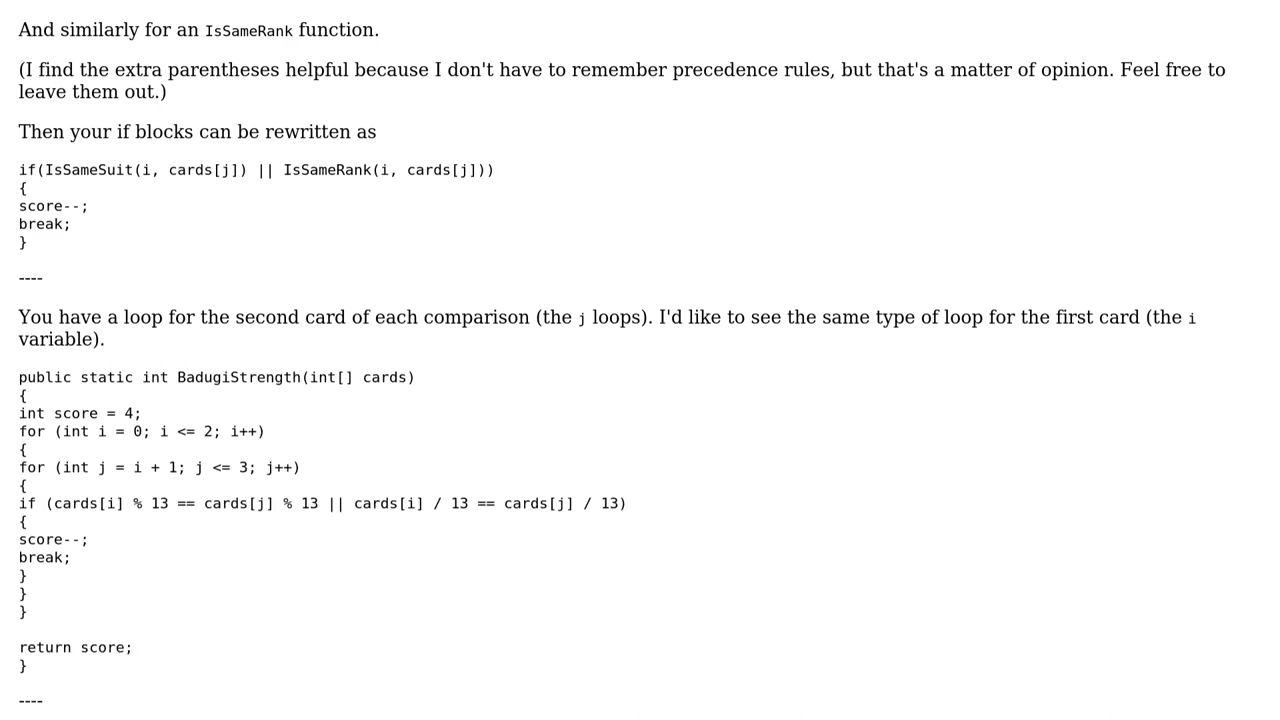 And similarly for an IsSameRank function.
(I find the extra parentheses helpful because I don't have to remember precedence rules, but that's a matter of opinion. Feel free to
leave them out.)
Then your if blocks can be rewritten as
if(IsSameSuit(i, cards[j]) || IsSameRank(i, cards[j]))
{
score--;
break;
}
----
You have a loop for the second card of each comparison (the j loops). I'd like to see the same type of loop for the first card (the i
variable).
public static int BadugiStrength(int[] cards)
{
int score = 4;
for (int i = 0; i <= 2; i++)
{
for (int j = i + 1; j <= 3; j++)
{
if (cards[i] % 13 == cards[j] % 13 || cards[i] / 13 == cards[j] / 13)
{
score--;
break;
}
}
}
return score;
}
----